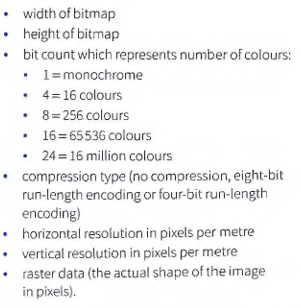 • width of bitmap
• height of bitmap
• bit count which represents number of colours:
• 1 = monochrome
• 4 = 16 colours
• 8 = 256 colours
• 16 = 65 536 colours
• 24 = 16 million colours
• compression type (no compression, eight-bit
run-length encoding or four-bit run-length
encoding)
• horizontal resolution in pixels per metre
• vertical resolution in pixels per metre
• raster data (the actual shape of the image
in pixels).